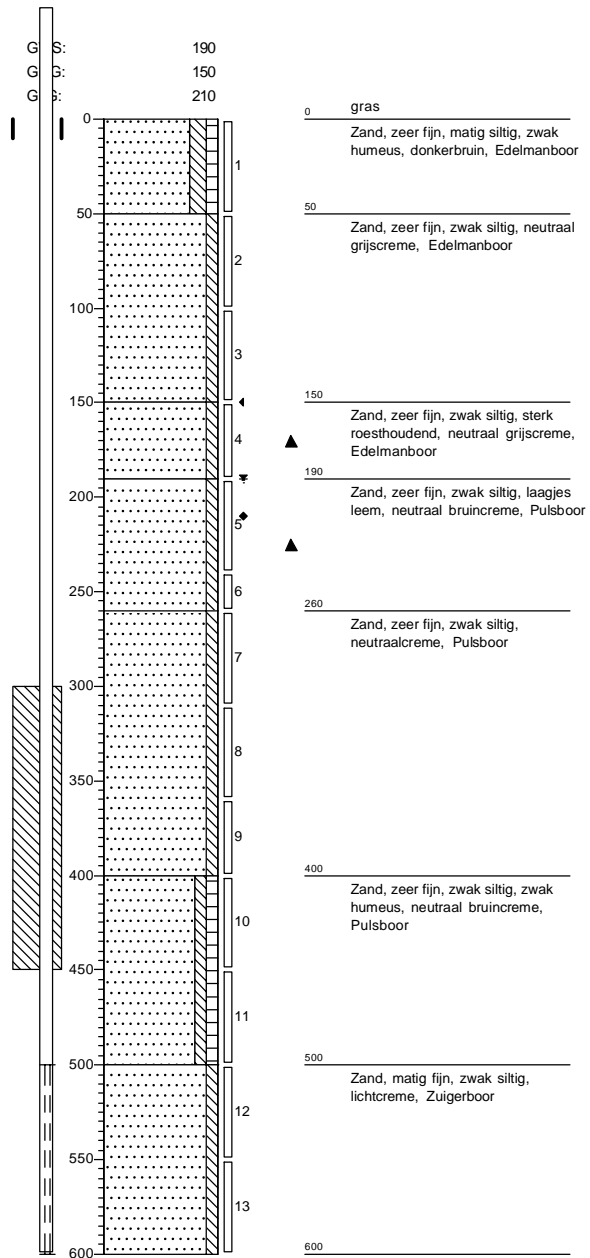 G S: 190
G G: 150
G G: 210
0
50
100
150
200
250
300
350
400
450
500
550
600
1
2
3
4
5
6
7
8
9
10
11
12
13
0 gras
Zand, zeer fijn, matig siltig, zwak
humeus, donkerbruin, Edelmanboor
50
Zand, zeer fijn, zwak siltig, neutraal
grijscreme, Edelmanboor
150
Zand, zeer fijn, zwak siltig, sterk
roesthoudend, neutraal grijscreme,
Edelmanboor
190
Zand, zeer fijn, zwak siltig, laagjes
leem, neutraal bruincreme, Pulsboor
260
Zand, zeer fijn, zwak siltig,
neutraalcreme, Pulsboor
400
Zand, zeer fijn, zwak siltig, zwak
humeus, neutraal bruincreme,
Pulsboor
500
Zand, matig fijn, zwak siltig,
lichtcreme, Zuigerboor
600